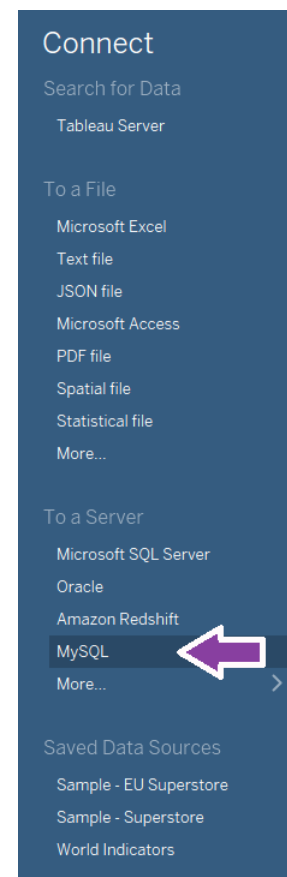 Connect
Search for Data
Tableau Server
To a File
Microsoft Excel
Text file
JSON file
Microsoft Access
PDF file
Spatial file
Statistical file
More...
To a Server
Microsoft SQL Server
Oracle
Amazon Redshift
MySQL
More...
Saved Data Sources
Sample - EU Superstore
Sample - Superstore
World Indicators